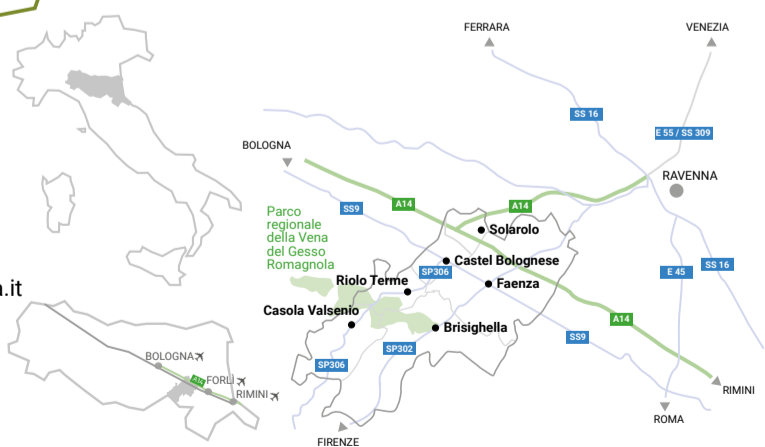 FERRARA
VENEZIA
SS 16
E 55 / SS 309
BOLOGNA
RAVENNA
A14
A14
SS9
Parco
regionale
della Vena
del Gesso
Romagnola
Solarolo
Castel Bolognese
SP306
Riolo Terme
Faenza
E 45
SS 16
.it
Casola Valsenio
Brisighella
A14
SS9
SP302
SP306
BOLOGNA
FORLÌ
RIMINI
RIMINI
ROMA
FIRENZE